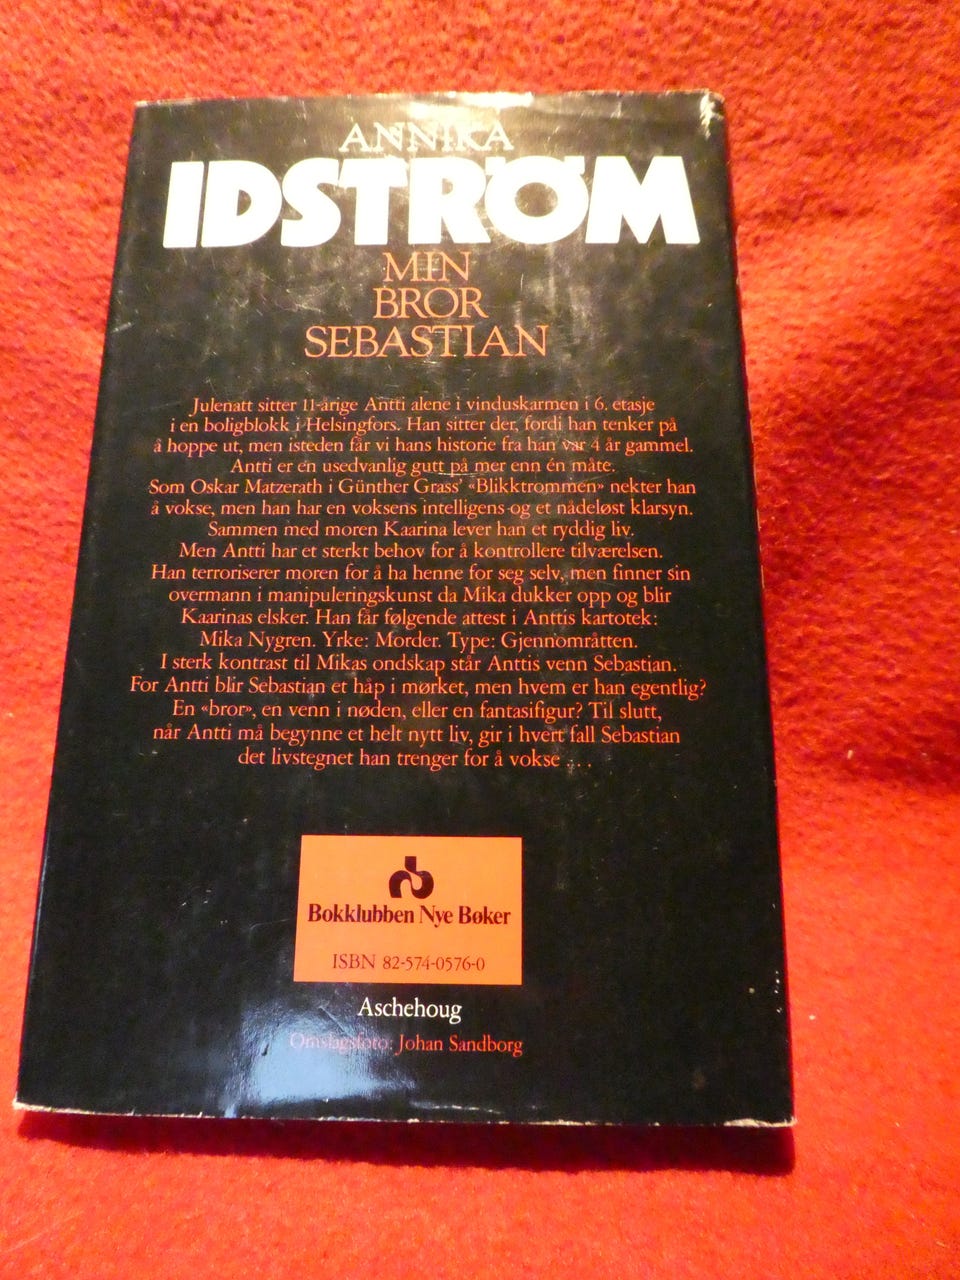 ANNIKA
IDSTRØM
MIN
BROR
SEBASTIAN
Julenatt sitter 11-årige Antti alene i vinduskarmen i 6. etasje
i en boligblokk i Helsingfors. Han sitter der, fordi han tenker på
å hoppe ut, men isteden får vi hans historie fra han var 4 år gammel.
Antti er en usedvanlig gutt på mer enn én måte.
Som Oskar Matzerath i Günther Grass' «Blikktrommen» nekter han
å vokse, men han har en voksens intelligens og et nådeløst klarsyn.
Sammen med moren Kaarina lever han et ryddig liv.
Men Antti har et sterkt behov for å kontrollere tilværelsen.
Han terroriserer moren for å ha henne for seg selv, men finner sin
overmann i manipuleringskunst da Mika dukker opp og blir
Kaarinas elsker. Han får følgende attest i Anttis kartotek:
Mika Nygren. Yrke: Morder. Type: Gjennområtten.
I sterk kontrast til Mikas ondskap står Anttis venn Sebastian.
For Antti blir Sebastian et håp i mørket, men hvem er han egentlig?
En «bror», en venn i nøden, eller en fantasifigur? Til slutt,
når Antti må begynne et helt nytt liv, gir i hvert fall Sebastian
det livstegnet han trenger for å vokse . . .
Bokklubben Nye Bøker
ISBN 82-574-0576-0
Aschehoug
Omslagsfoto: Johan Sandborg